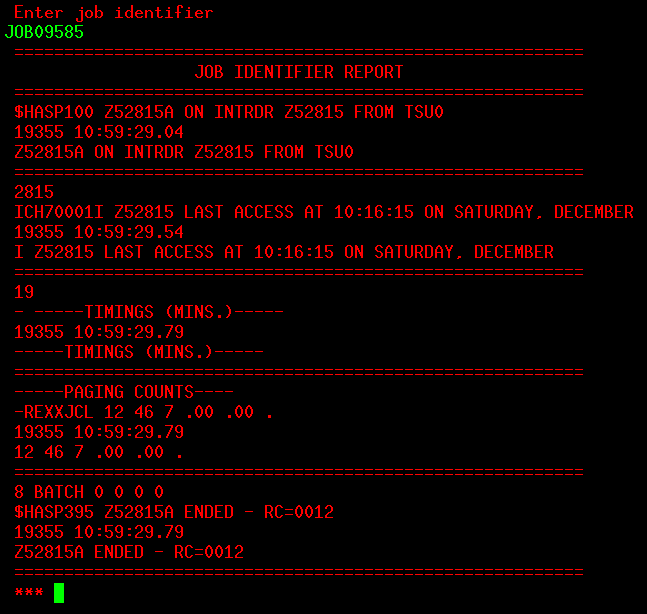 Enter job identifier
JOB09585
=========================================================
JOB IDENTIFIER REPORT
=========================================================
$HASP100 Z52815A ON INTRDR Z52815 FROM TSU0
19355 10:59:29.04
Z52815A ON INTRDR Z52815 FROM TSU0
=========================================================
2815
ICH70001I Z52815 LAST ACCESS AT 10:16:15 ON SATURDAY, DECEMBER
19355 10:59:29.54
I Z52815 LAST ACCESS AT 10:16:15 ON SATURDAY, DECEMBER
=========================================================
19
- -----TIMINGS (MINS.)-----
19355 10:59:29.79
-----TIMINGS (MINS.)-----
=========================================================
-----PAGING COUNTS----
-REXXJCL 12 46 7 .00 .00 .
19355 10:59:29.79
12 46 7 .00 .00 .
=========================================================
8 BATCH 0 0 0 0
$HASP395 Z52815A ENDED - RC=0012
19355 10:59:29.79
Z52815A ENDED - RC=0012
=========================================================
***